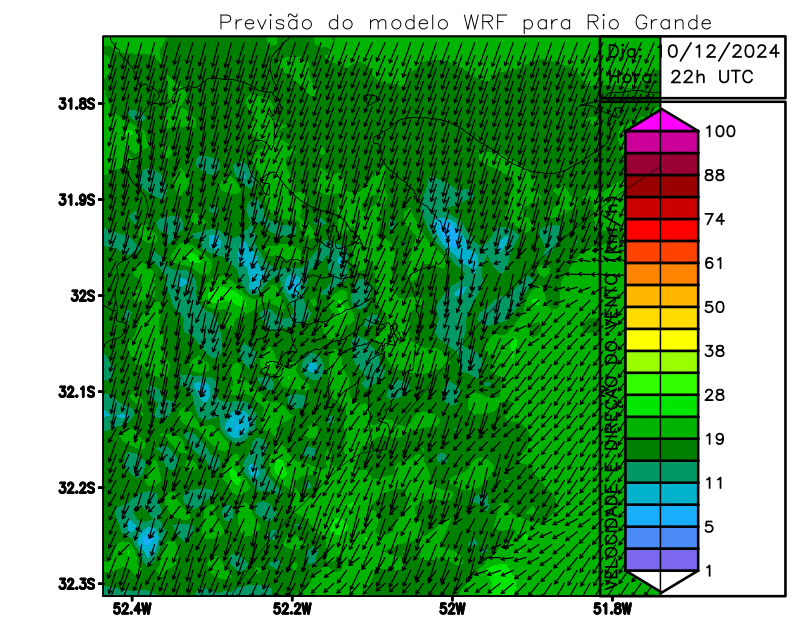 Previsão do modelo WRF para Rio Grande
Dia: 10/12/2024
Hora: 22h UTC
31.8S
31.9S
32S
32.1S
32.2S
32.3S
52.4W
52.2W
52W
51.8W
VELOCIDADE E DIREÇÃO DO VENTO (km/h)
100
88
74
61
50
38
28
19
11
5
1